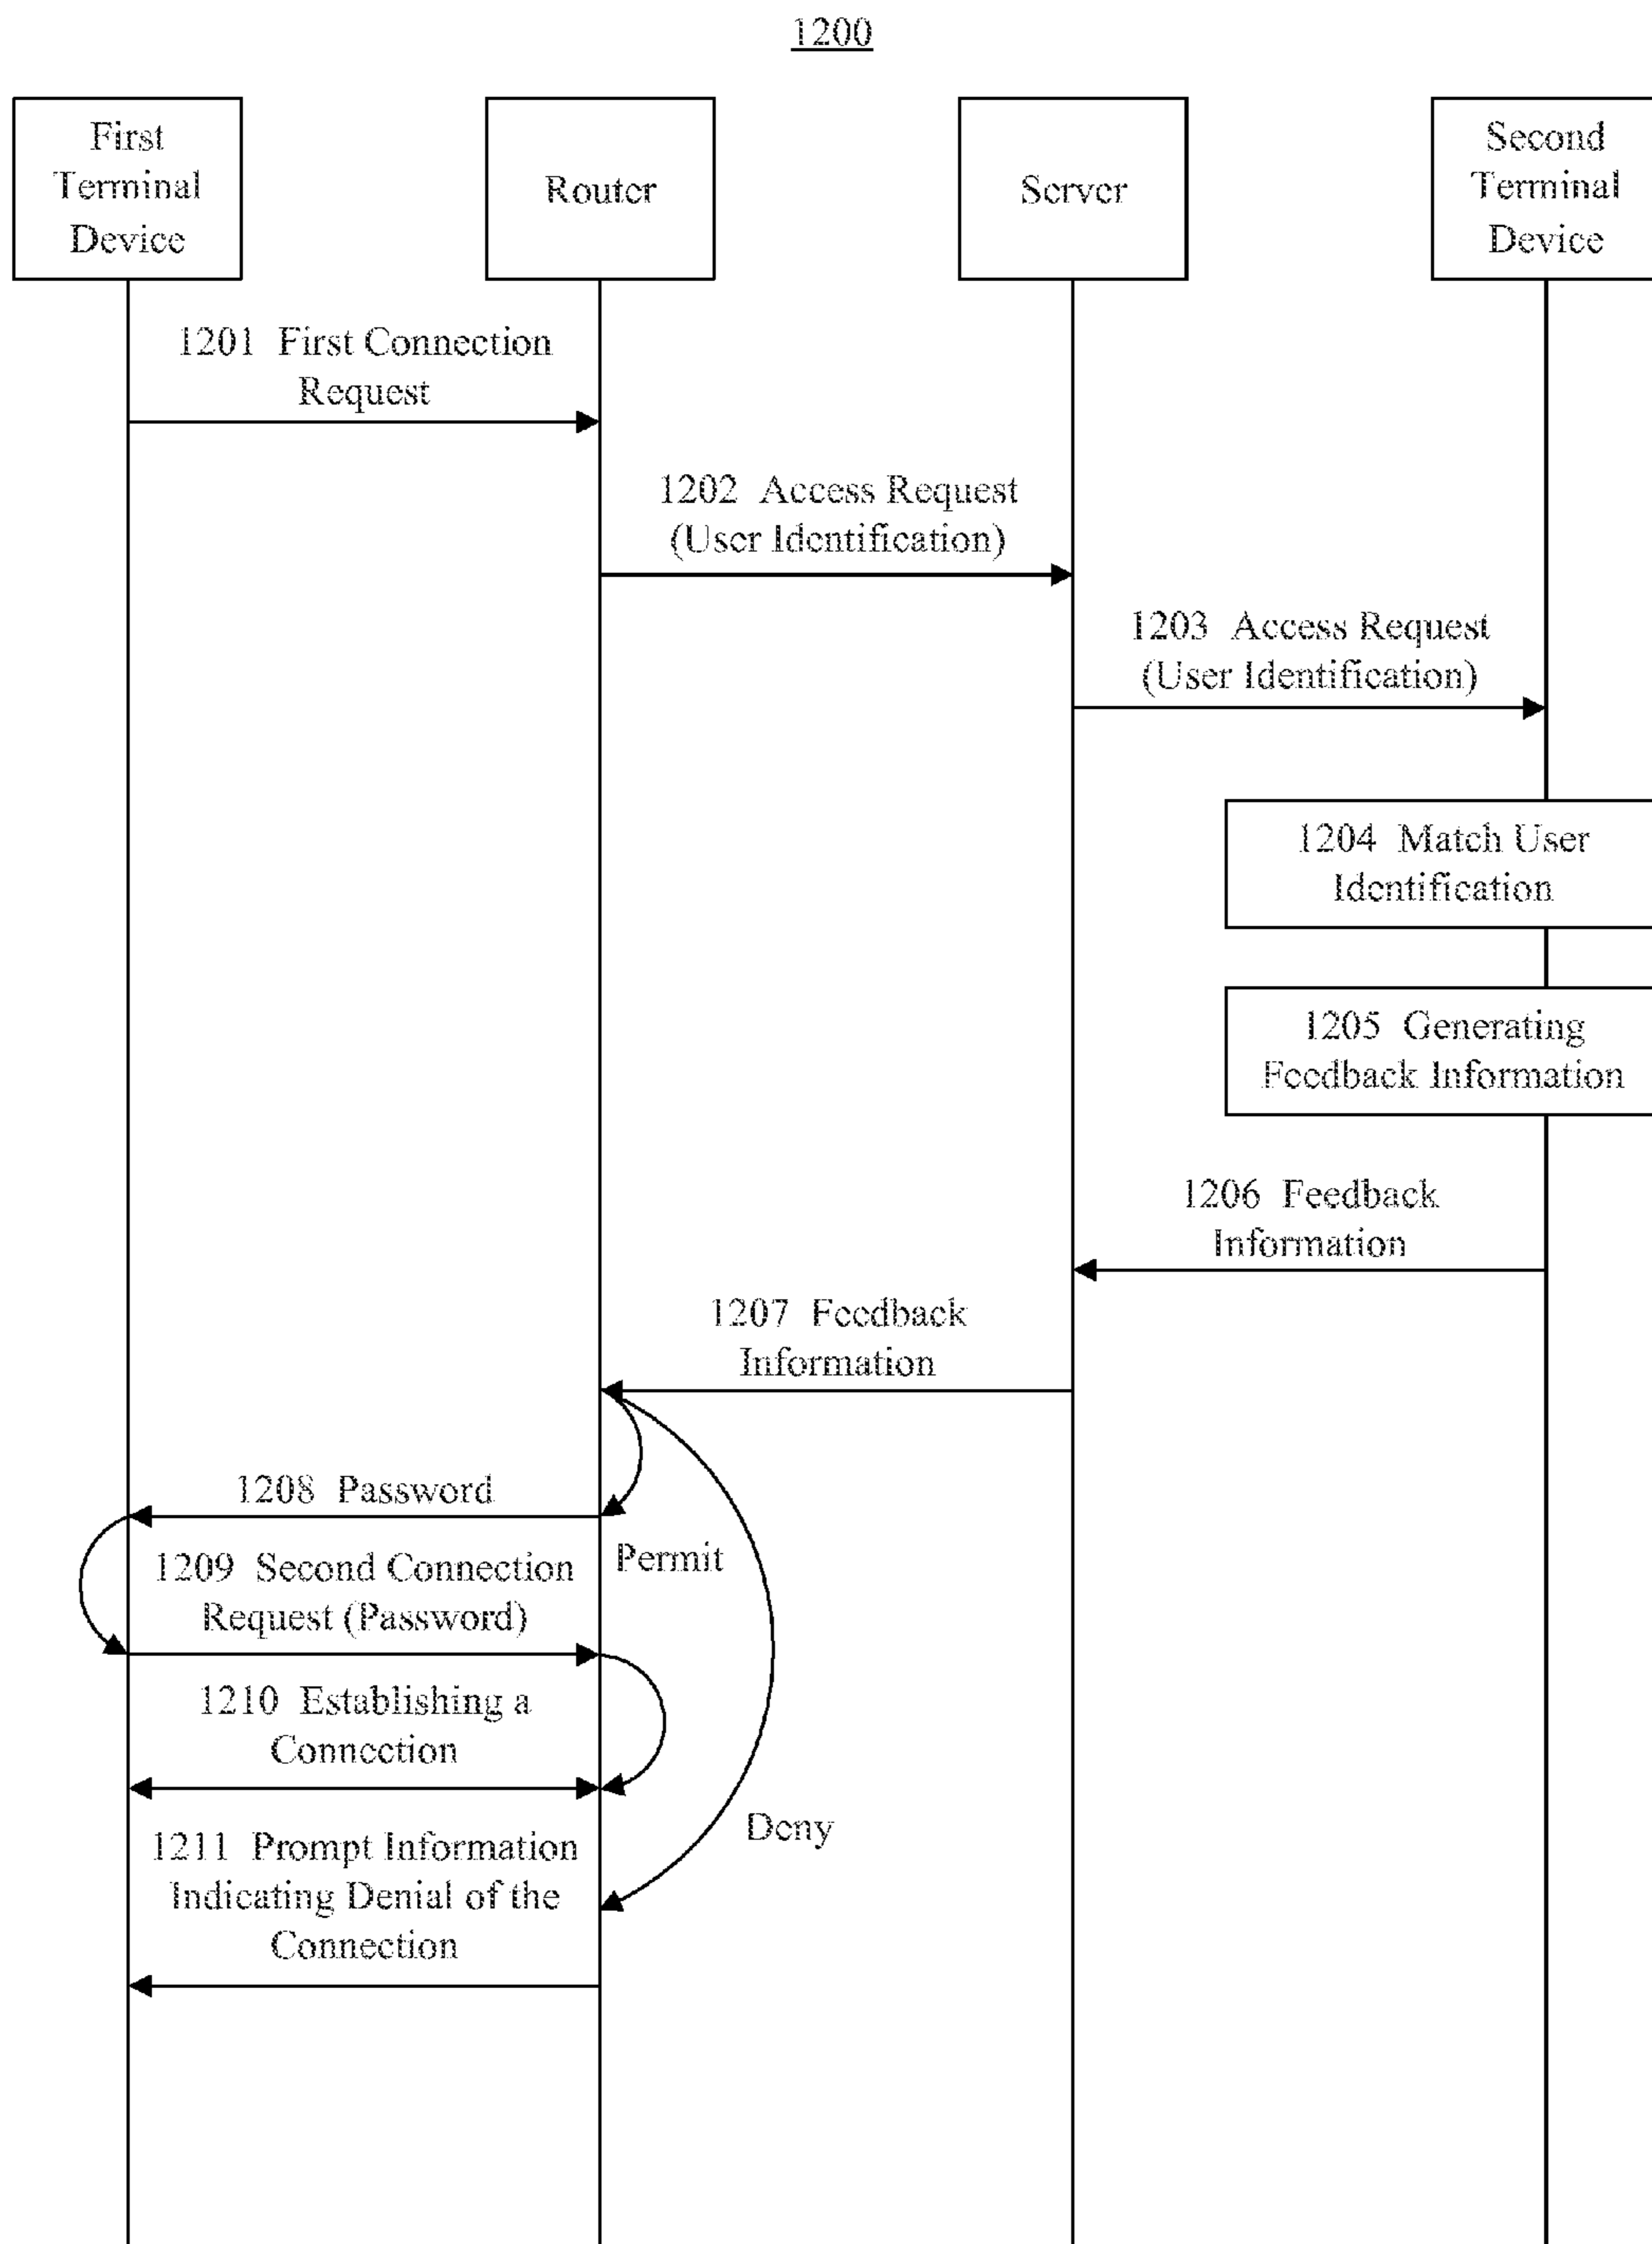 1200
First
Terminal
Device
Router
Server
Second
Terminal
Device
1201 First Connection
Request
1202 Access Request
(User Identification)
1203 Access Request
(User Identification)
1204 Match User
Identification
1205 Generating
Feedback Information
1206 Feedback
Information
1207 Feedback
Information
1208 Password
Permit
1209 Second Connection
Request (Password)
1210 Establishing a
Connection
Deny
1211 Prompt Information
Indicating Denial of the
Connection